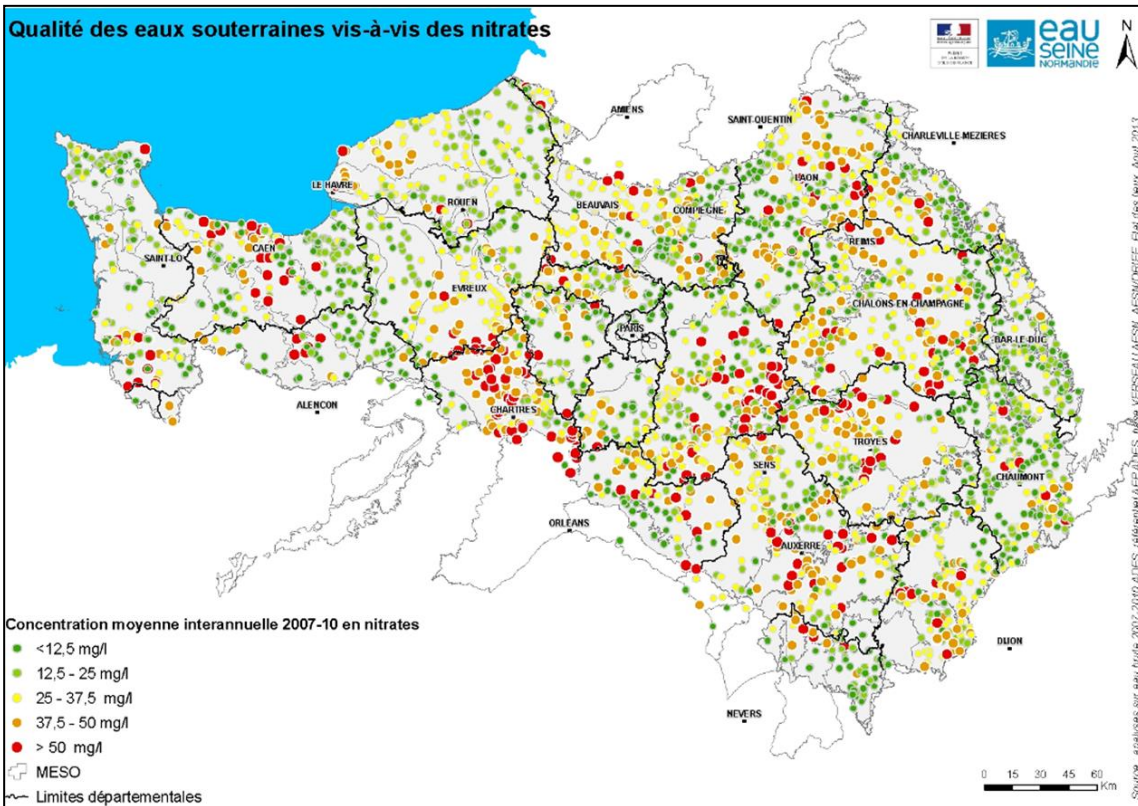 Qualité des eaux souterraines vis-à-vis des nitrates
eau
SEINE
NORMANDIE
N
AMIENS
SAINT-QUENTIN
CHARLEVILLE-MEZIERES
LE HAVRE
ROUEN
BEAUVAIS
COMPIEGNE
LAON
REIMS
CAEN
SAINT-LO
EVREUX
CHALONS-EN-CHAMPAGNE
PARIS
BAR-LE-DUC
ALENCON
CHARTRES
TROYES
SENS
CHAUMONT
ORLEANS
AUXERRE
DIJON
NEVERS
Concentration moyenne interannuelle 2007-10 en nitrates
<12,5 mg/l
12,5 - 25 mg/l
25 - 37,5 mg/l
37,5 - 50 mg/l
> 50 mg/l
MESO
Limites départementales
0 15 30 45 60
Km